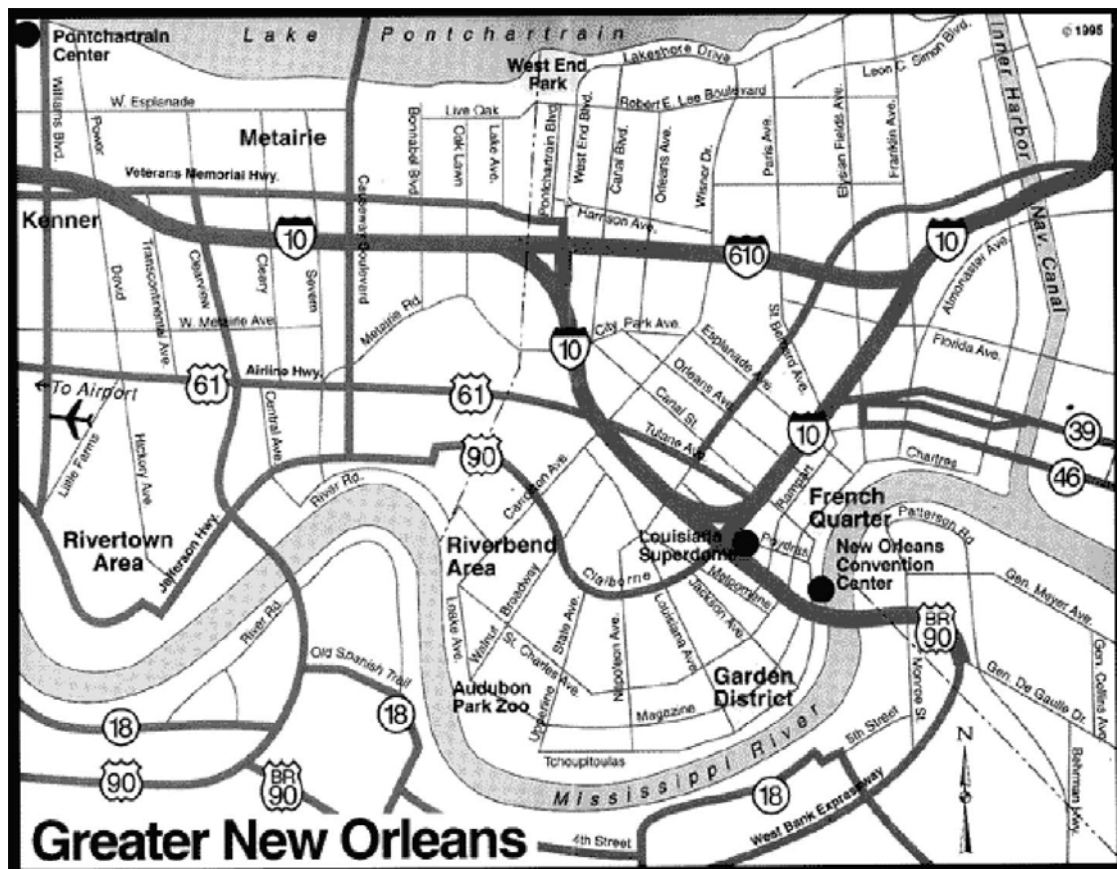 Pontchartrain
Center
Lake Pontchartrain
© 1995
West End
Park
Lakeshore Drive
Leon C. Simon Blvd.
Inner Harbor Nav. Canal
W. Esplanade
Live Oak
Robert E. Lee Boulevard
Williams Blvd.
Power
Metairie
Bonnabel Blvd
Oak Lawn
Lake Ave.
Pontchartrain Blvd
West End Blvd.
Canal Blvd.
Orleans Ave.
Wisner Dr.
Paris Ave.
Elysian Fields Ave.
Franklin Ave.
Veterans Memorial Hwy.
Kenner
Harrison Ave.
10
610
10
David
Transcontinental Ave.
Clearview
Cleary
Severn
Causeway Boulevard
Almonaster Ave.
W. Metairie Ave.
Metairie Rd.
10
City Park Ave.
Esplanade Ave
St. Bernard Ave.
Florida Ave.
To Airport
61
Airline Hwy.
61
Orleans Ave.
Canal St.
Tulane Ave
10
39
Little Farms
Hickory Ave
Central Ave.
90
Carrollton Ave
Rampart
Chartres
46
River Rd.
French
Quarter
Patterson Rd
Rivertown
Area
Jefferson Hwy.
Riverbend
Area
Louisiana
Superdome
Poydras
New Orleans
Convention
Center
Claiborne
Melpomene
Gen. Meyer Ave.
River Rd
Leake Ave.
Walnut
Broadway
State Ave.
Napoleon Ave.
Louisiana Ave.
Jackson Ave.
BR
90
Old Spanish Trail
St. Charles Ave.
Garden
District
Monroe St.
Gen. De Gaulle Dr.
Gen. Collins Ave
18
18
Audubon
Park Zoo
Upperline
Magazine
5th Street
N
90
BR
90
Tchoupitoulas
Mississippi River
18
West Bank Expressway
Behrman Hwy.
Greater New Orleans
4th Street